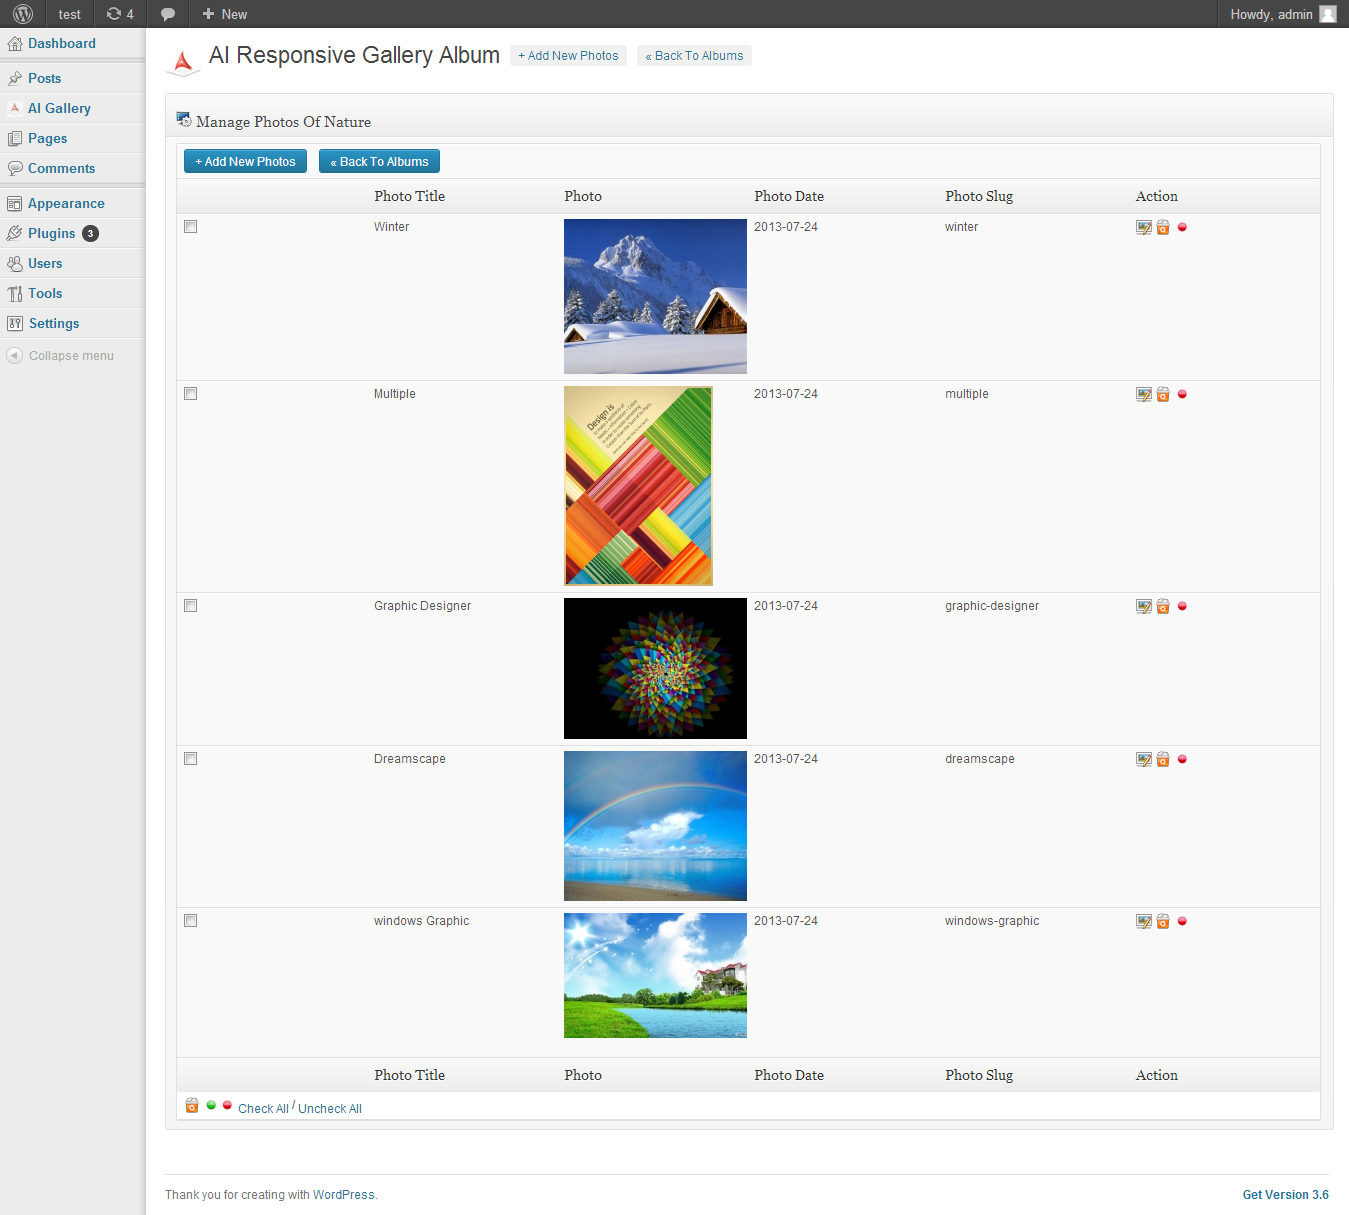 test
4
New
Howdy, admin
Dashboard
Posts
AI Gallery
Pages
Comments
Appearance
Plugins 3
Users
Tools
Settings
Collapse menu
AI Responsive Gallery Album
+ Add New Photos
« Back To Albums
Manage Photos Of Nature
+ Add New Photos
« Back To Albums
Photo Title Photo Photo Date Photo Slug Action
Winter 2013-07-24 winter
Multiple 2013-07-24 multiple
Design is
Graphic Designer 2013-07-24 graphic-designer
Dreamscape 2013-07-24 dreamscape
windows Graphic 2013-07-24 windows-graphic
Photo Title Photo Photo Date Photo Slug Action
Check All / Uncheck All
Thank you for creating with WordPress.
Get Version 3.6